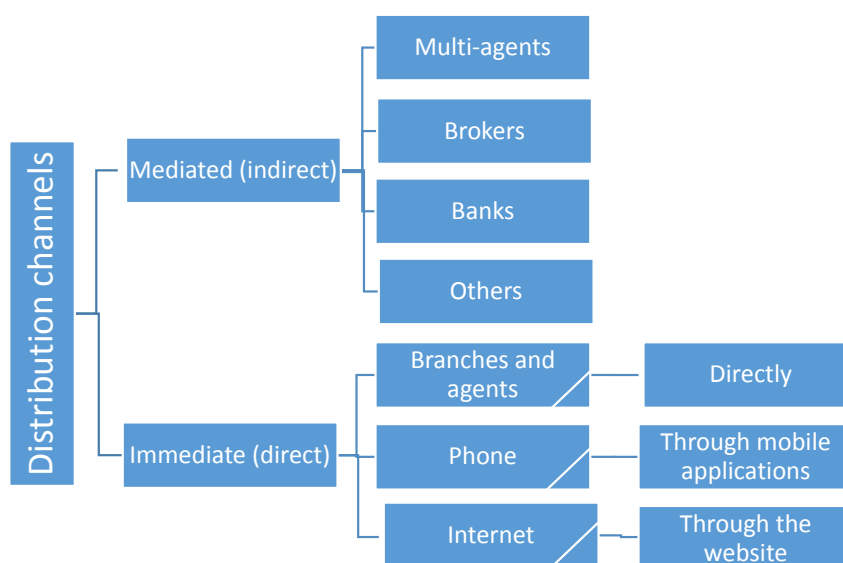 Distribution channels
Mediated (indirect)
Multi-agents
Brokers
Banks
Others
Immediate (direct)
Branches and
agents
Directly
Phone
Through mobile
applications
Internet
Through the
website